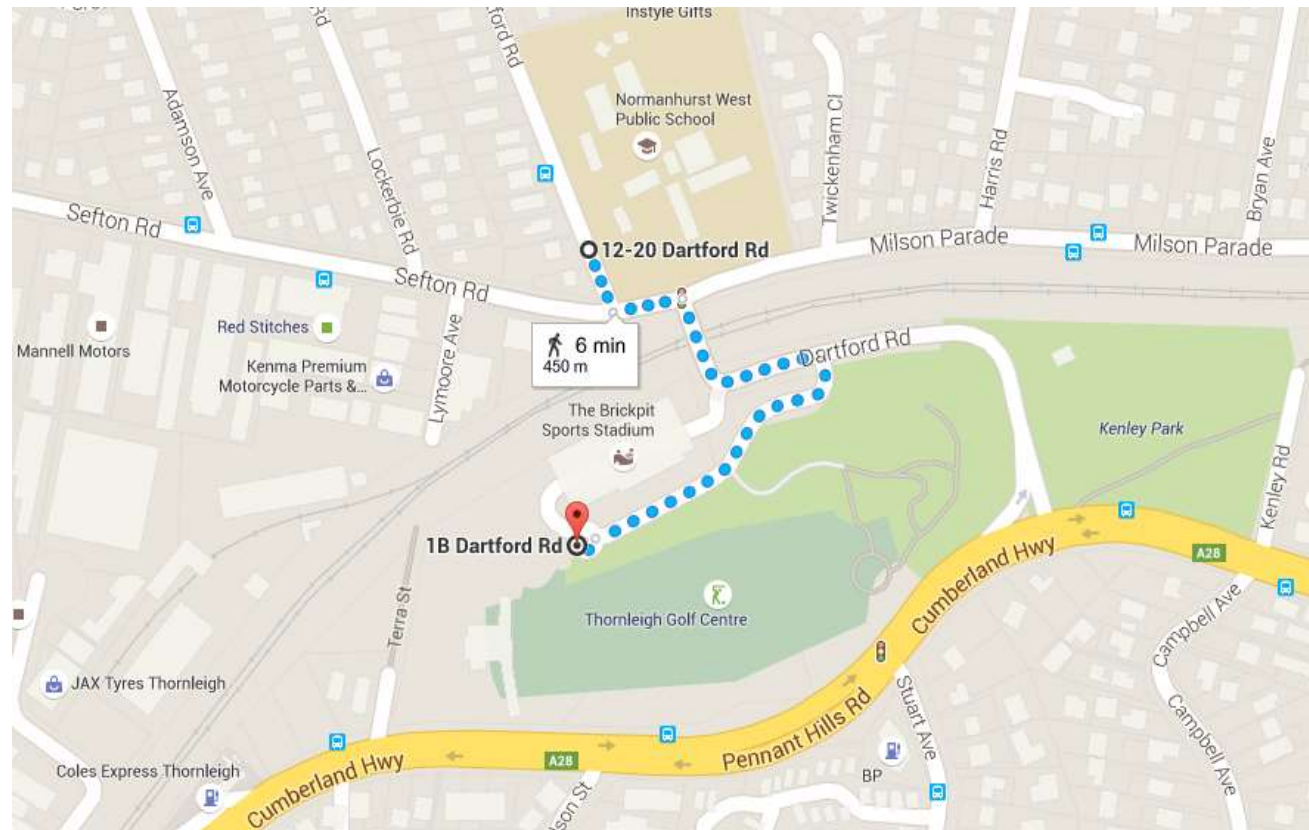 Instyle Gifts
tford Rd
Rd
Adamson Ave
Lockerbie Rd
Normanhurst West
Public School
Twickenham Cl
Harris Rd
Bryan Ave
Sefton Rd
12-20 Dartford Rd
Milson Parade
Milson Parade
Sefton Rd
Red Stitches
Mannell Motors
6 min
450 m
Dartford Rd
Kenma Premium
Motorcycle Parts &...
Lymoore Ave
The Brickpit
Sports Stadium
Kenley Park
Kenley Rd
1B Dartford Rd
A28
Cumberland Hwy
Terra St
Thornleigh Golf Centre
Campbell Ave
JAX Tyres Thornleigh
Stuart Ave
Campbell Ave
Pennant Hills Rd
BP
A28
Coles Express Thornleigh
Cumberland Hwy
son St